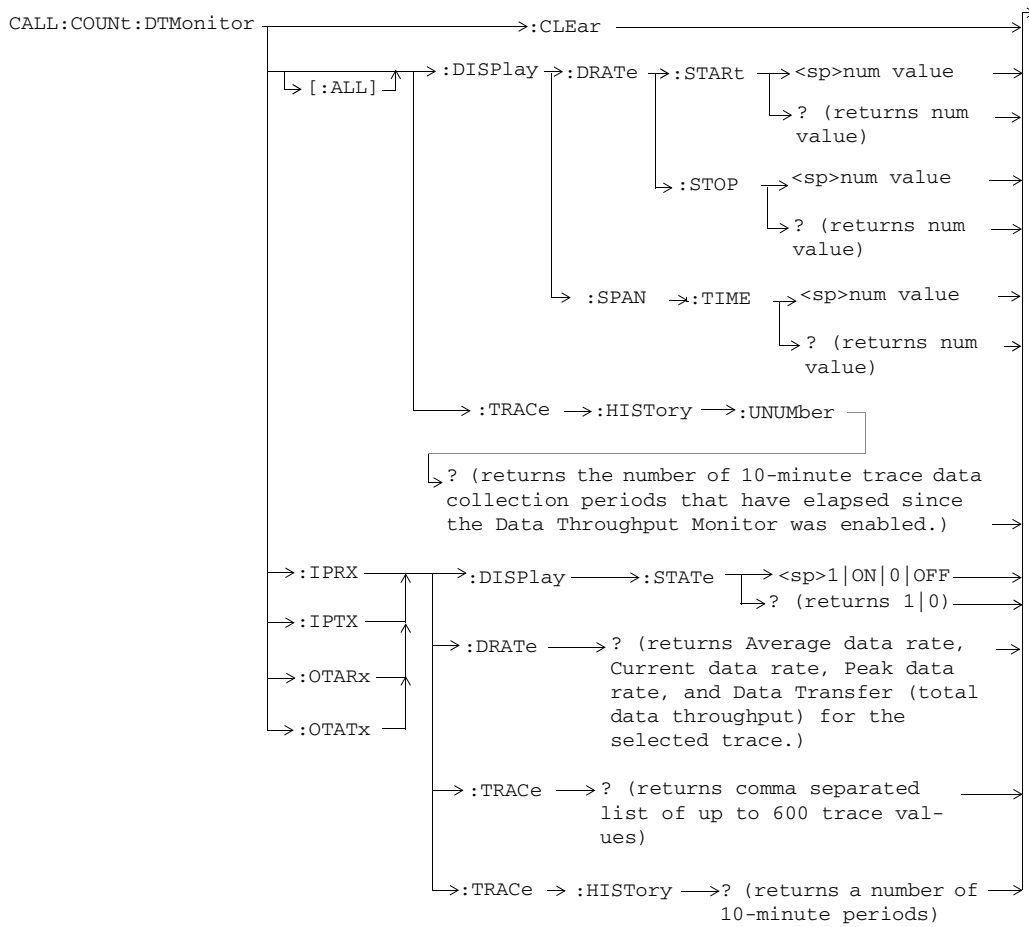 CALL:COUNt:DTMonitor
:CLEar
[:ALL]
:DISPlay
:DRATe
:STARt
<sp>num value
? (returns num
value)
:STOP
<sp>num value
? (returns num
value)
:SPAN
:TIME
<sp>num value
? (returns num
value)
:TRACe
:HISTory
:UNUMber
? (returns the number of 10-minute trace data
collection periods that have elapsed since
the Data Throughput Monitor was enabled.)
:IPRX
:IPTX
:OTARx
:OTATx
:DISPlay
:STATe
<sp>1|ON|0|OFF
? (returns 1|0)
:DRATe
? (returns Average data rate,
Current data rate, Peak data
rate, and Data Transfer (total
data throughput) for the
selected trace.)
:TRACe
? (returns comma separated
list of up to 600 trace val-
ues)
:TRACe
:HISTory
? (returns a number of
10-minute periods)